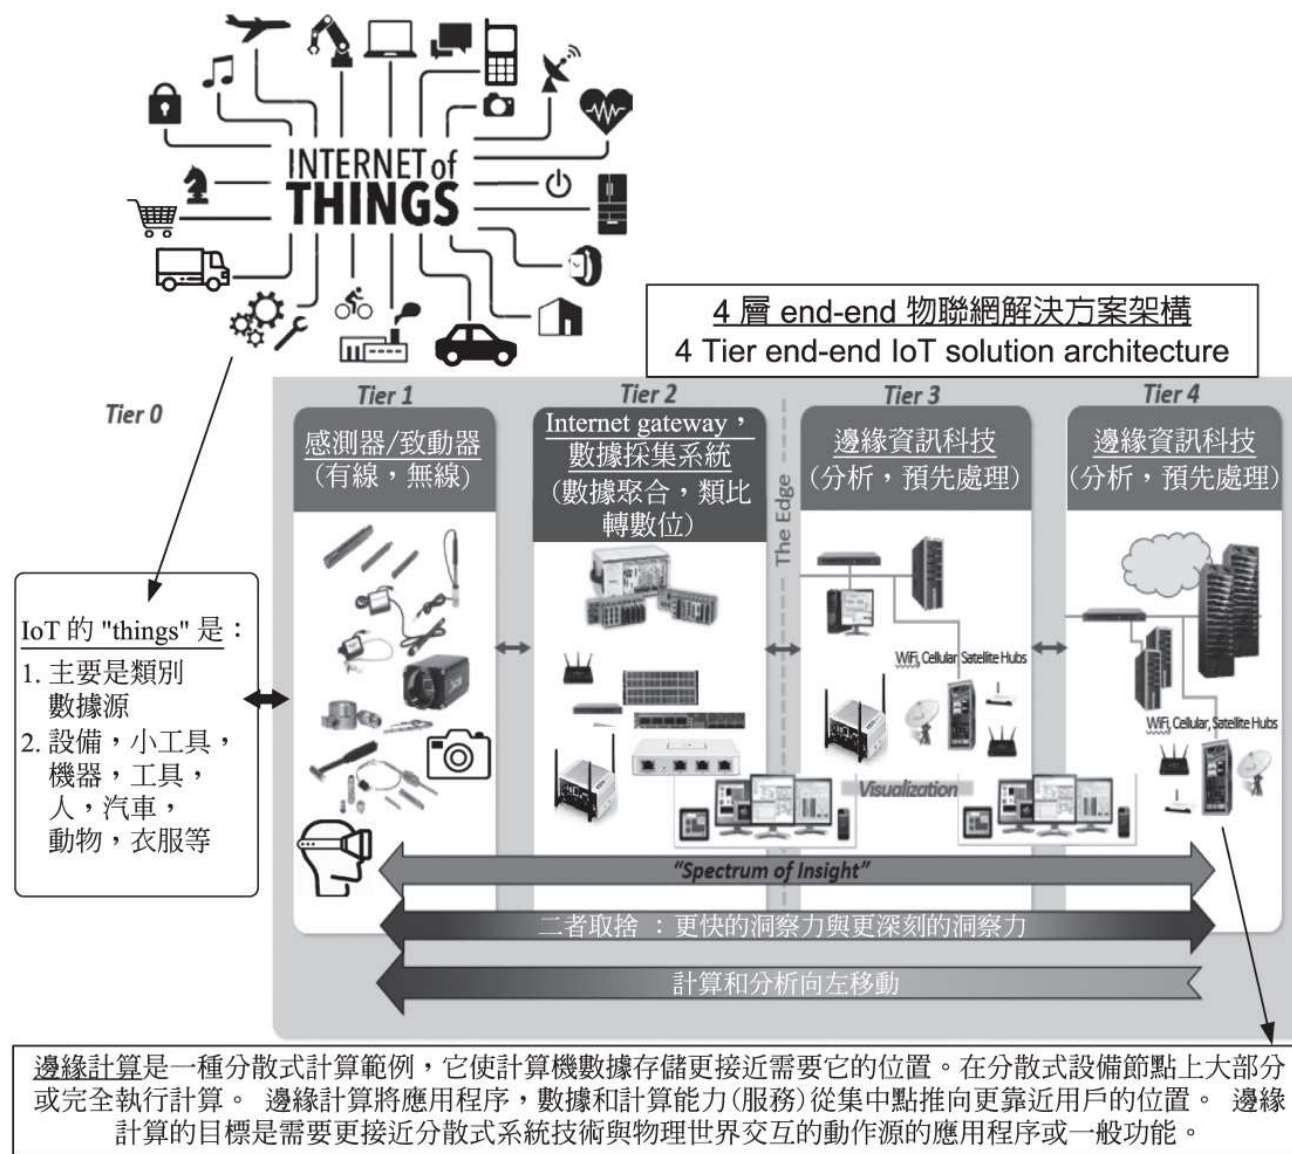 INTERNET of
THINGS
4 層 end-end 物聯網解決方案架構
4 Tier end-end IoT solution architecture
Tier 0
Tier 1
Tier 2
Tier 3
Tier 4
感測器/致動器
(有線，無線)
Internet gateway，
數據採集系統
(數據聚合，類比
轉數位)
The Edge
邊緣資訊科技
(分析，預先處理)
邊緣資訊科技
(分析，預先處理)
WiFi, Cellular, Satellite Hubs
WiFi, Cellular, Satellite Hubs
Visualization
IoT 的 "things" 是：
1. 主要是類別
數據源
2. 設備，小工具，
機器，工具，
人，汽車，
動物，衣服等
"Spectrum of Insight"
二者取捨 ：更快的洞察力與更深刻的洞察力
計算和分析向左移動
邊緣計算是一種分散式計算範例，它使計算機數據存儲更接近需要它的位置。在分散式設備節點上大部分
或完全執行計算。 邊緣計算將應用程序，數據和計算能力(服務)從集中點推向更靠近用戶的位置。 邊緣
計算的目標是需要更接近分散式系統技術與物理世界交互的動作源的應用程序或一般功能。